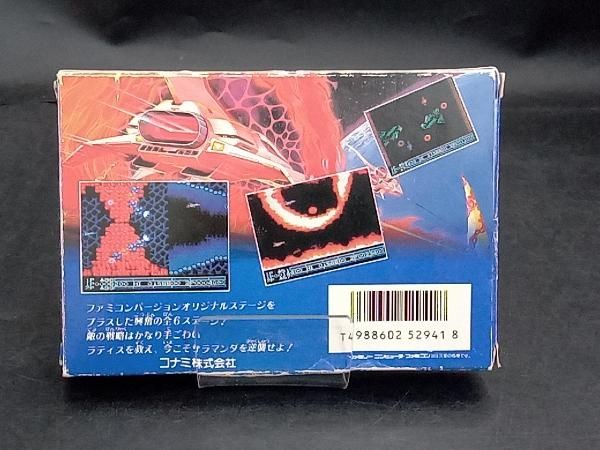 ファミコンバージョンオリジナルステージを
プラスした興奮の全6ステージ!
敵の戦略はかなり手ごわい
ラティスを救え、今こそサラマンダを逆襲せよ!
コナミ株式会社
T4988602 52941 8